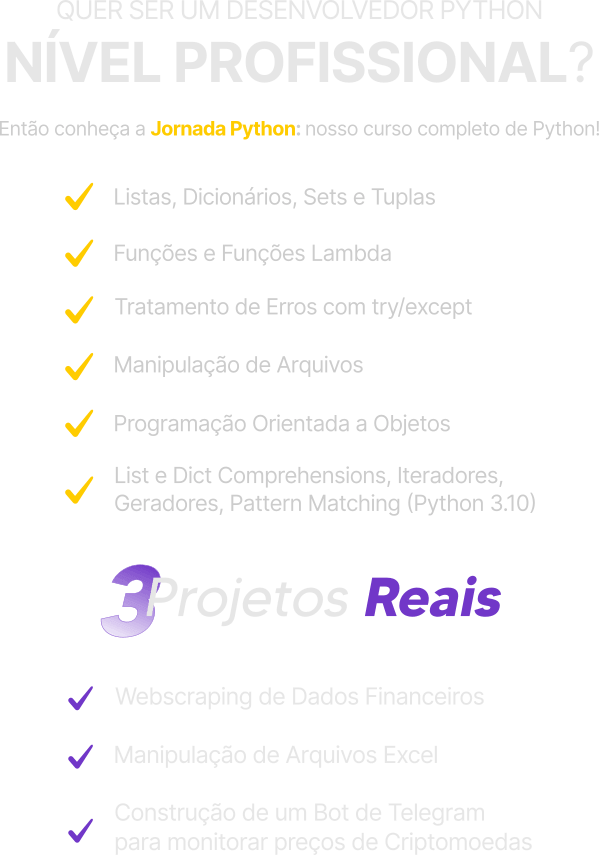 QUER SER UM DESENVOLVEDOR PYTHON
NÍVEL PROFISSIONAL?
Então conheça a Jornada Python: nosso curso completo de Python!
Listas, Dicionários, Sets e Tuplas
Funções e Funções Lambda
Tratamento de Erros com try/except
Manipulação de Arquivos
Programação Orientada a Objetos
List e Dict Comprehensions, Iteradores,
Geradores, Pattern Matching (Python 3.10)
3 Projetos Reais
Webscraping de Dados Financeiros
Manipulação de Arquivos Excel
Construção de um Bot de Telegram
para monitorar preços de Criptomoedas